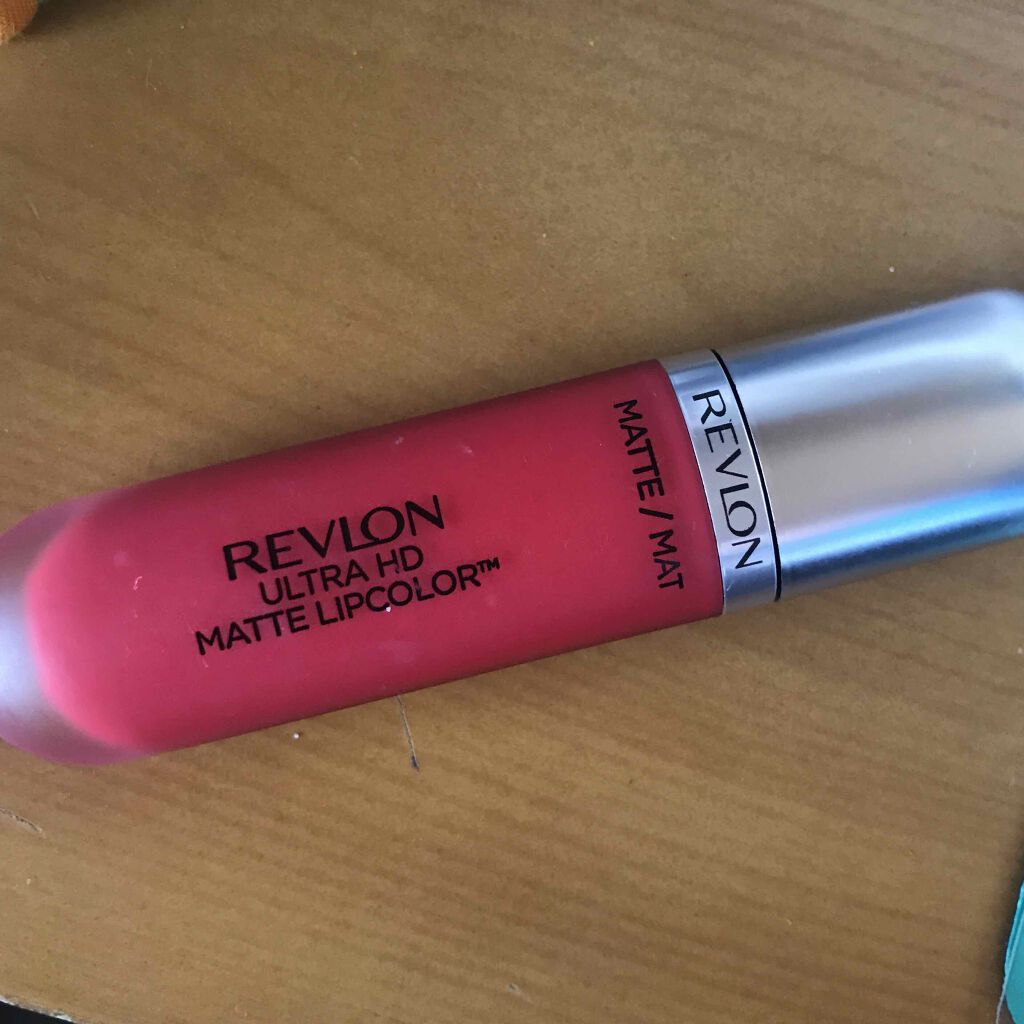 REVLON
ULTRA HD
MATTE LIPCOLOR™
MATTE / MAT
REVLON